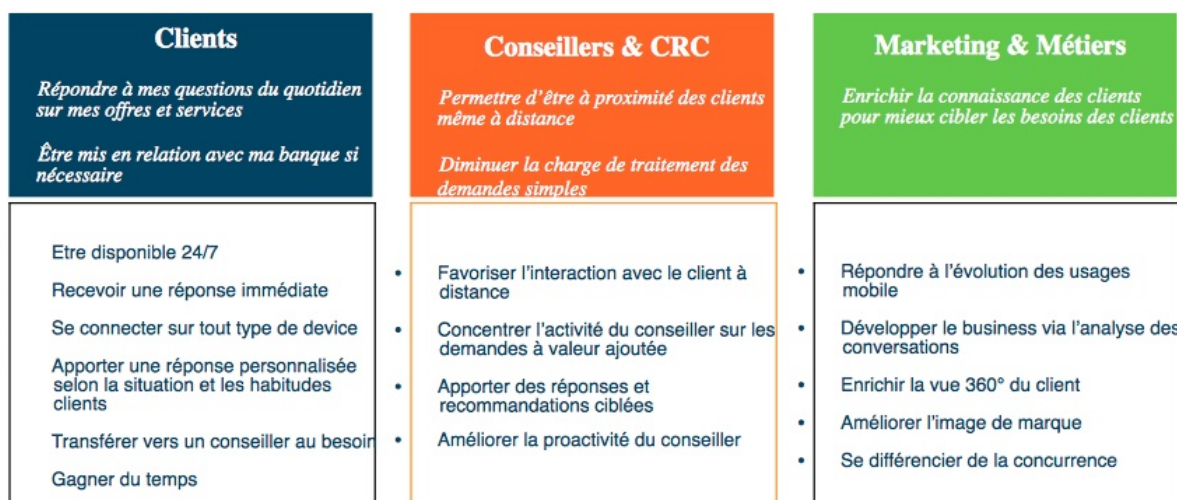 Clients
Répondre à mes questions du quotidien
sur mes offres et services
Être mis en relation avec ma banque si
nécessaire
Etre disponible 24/7
Recevoir une réponse immédiate
Se connecter sur tout type de device
Apporter une réponse personnalisée
selon la situation et les habitudes
clients
Transférer vers un conseiller au besoin
Gagner du temps
Conseillers & CRC
Permettre d'être à proximité des clients
même à distance
Diminuer la charge de traitement des
demandes simples
• Favoriser l'interaction avec le client à
distance
• Concentrer l'activité du conseiller sur les
demandes à valeur ajoutée
• Apporter des réponses et
recommandations ciblées
• Améliorer la proactivité du conseiller
Marketing & Métiers
Enrichir la connaissance des clients
pour mieux cibler les besoins des clients
• Répondre à l'évolution des usages
mobile
• Développer le business via l'analyse des
conversations
• Enrichir la vue 360° du client
• Améliorer l'image de marque
• Se différencier de la concurrence